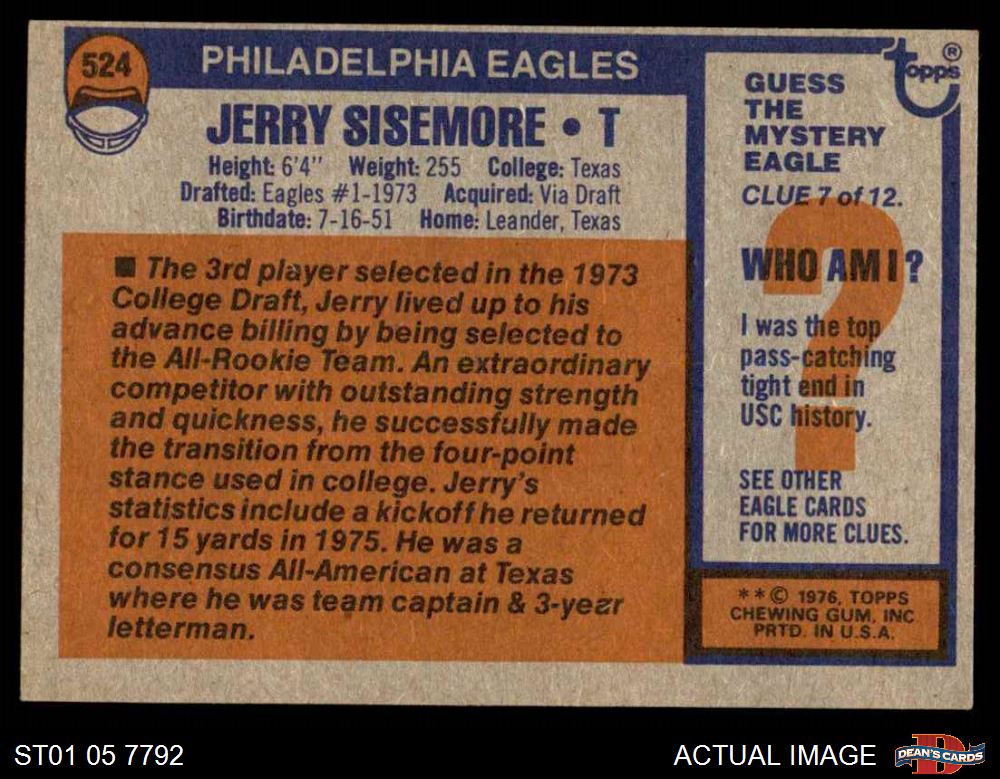 524
PHILADELPHIA EAGLES
JERRY SISEMORE • T
Height: 6'4" Weight: 255 College: Texas
Drafted: Eagles #1-1973 Acquired: Via Draft
Birthdate: 7-16-51 Home: Leander, Texas
■ The 3rd player selected in the 1973
College Draft, Jerry lived up to his
advance billing by being selected to
the All-Rookie Team. An extraordinary
competitor with outstanding strength
and quickness, he successfully made
the transition from the four-point
stance used in college. Jerry's
statistics include a kickoff he returned
for 15 yards in 1975. He was a
consensus All-American at Texas
where he was team captain & 3-year
letterman.
topps ®
GUESS
THE
MYSTERY
EAGLE
CLUE 7 of 12.
WHO AM I ?
?
I was the top
pass-catching
tight end in
USC history.
SEE OTHER
EAGLE CARDS
FOR MORE CLUES.
**© 1976, TOPPS
CHEWING GUM, INC
PRTD. IN U.S.A.
ST01 05 7792
ACTUAL IMAGE
D
DEAN'S CARDS